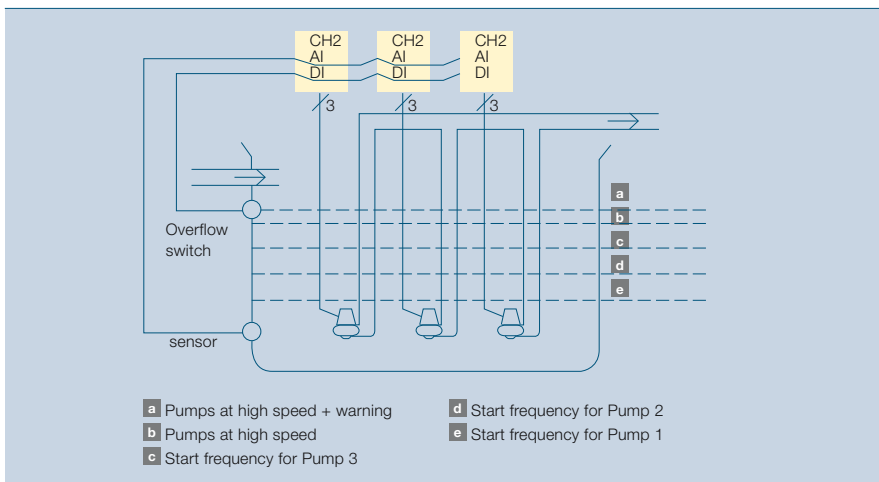 CH2
AI
DI
CH2
AI
DI
CH2
AI
DI
3
3
3
a
b
c
d
e
Overflow
switch
sensor
a Pumps at high speed + warning
b Pumps at high speed
c Start frequency for Pump 3
d Start frequency for Pump 2
e Start frequency for Pump 1